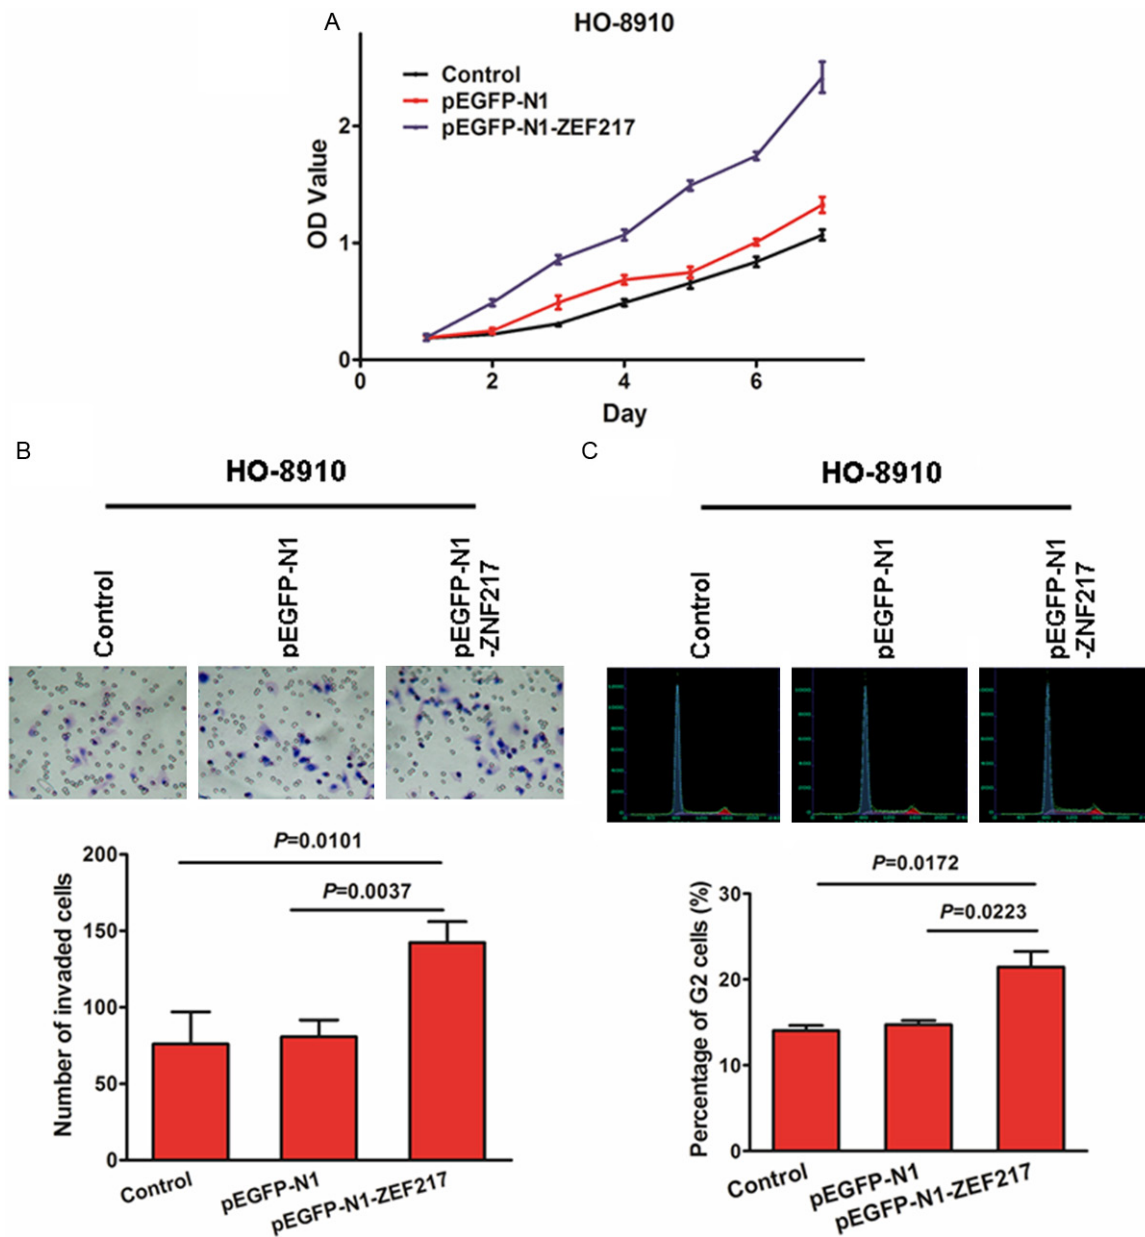 A
HO-8910
Control
pEGFP-N1
pEGFP-N1-ZEF217
OD Value
2
1
0
0
2
4
6
Day
B
HO-8910
Control
pEGFP-N1
pEGFP-N1
-ZNF217
C
HO-8910
Control
pEGFP-N1
pEGFP-N1
-ZNF217
P=0.0101
P=0.0037
Number of invaded cells
200
150
100
50
0
Control
pEGFP-N1
pEGFP-N1-ZEF217
P=0.0172
P=0.0223
Percentage of G2 cells (%)
30
20
10
0
Control
pEGFP-N1
pEGFP-N1-ZEF217